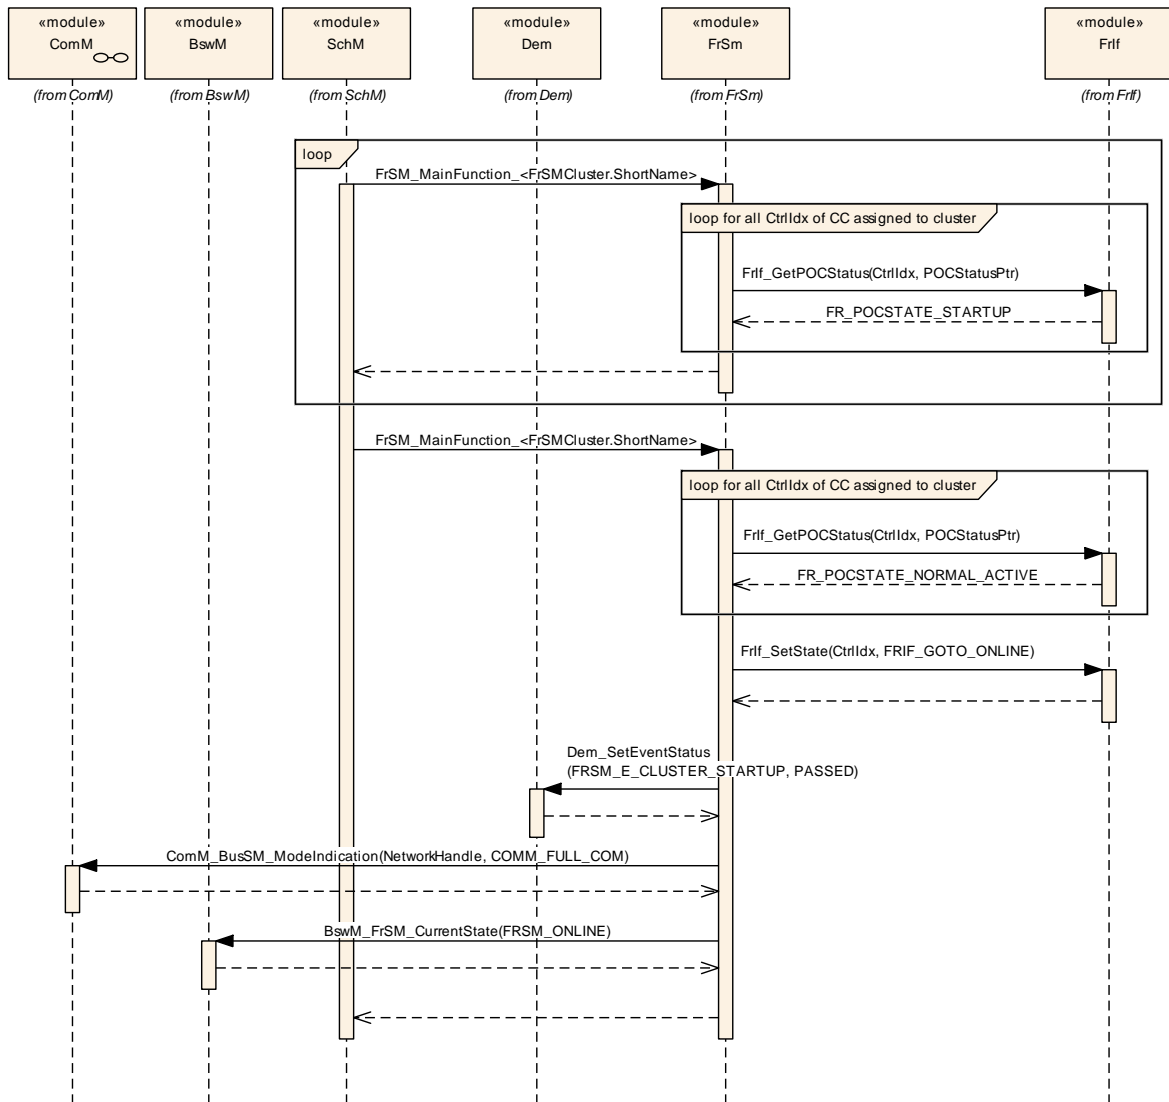 «module»
ComM
«module»
BswM
«module»
SchM
«module»
Dem
«module»
FrSm
«module»
FrIf
(from ComM)
(from BswM)
(from SchM)
(from Dem)
(from FrSm)
(from FrIf)
loop
FrSM_MainFunction_<FrSMCluster.ShortName>
loop for all CtrlIdx of CC assigned to cluster
FrIf_GetPOCStatus(CtrlIdx, POCStatusPtr)
FR_POCSTATE_STARTUP
FrSM_MainFunction_<FrSMCluster.ShortName>
loop for all CtrlIdx of CC assigned to cluster
FrIf_GetPOCStatus(CtrlIdx, POCStatusPtr)
FR_POCSTATE_NORMAL_ACTIVE
FrIf_SetState(CtrlIdx, FRIF_GOTO_ONLINE)
Dem_SetEventStatus
(FRSM_E_CLUSTER_STARTUP, PASSED)
ComM_BusSM_ModeIndication(NetworkHandle, COMM_FULL_COM)
BswM_FrSM_CurrentState(FRSM_ONLINE)